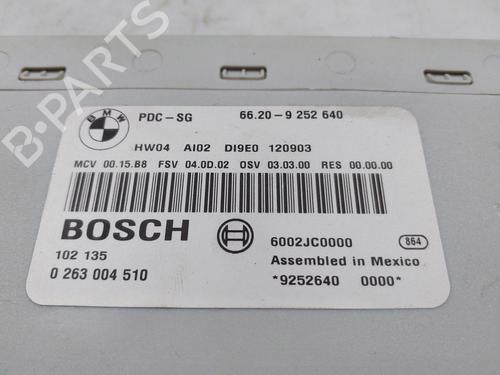 BMW
PDC-SG 66.20-9 252 640
HW04 AI02 DI9E0 120903
MCV 00.15.B8 FSV 04.0D.02 OSV 03.03.00 RES 00.00.00
BOSCH
6002JC0000 864
102 135
Assembled in Mexico
0 263 004 510
*9252640 0000*
B-PARTS